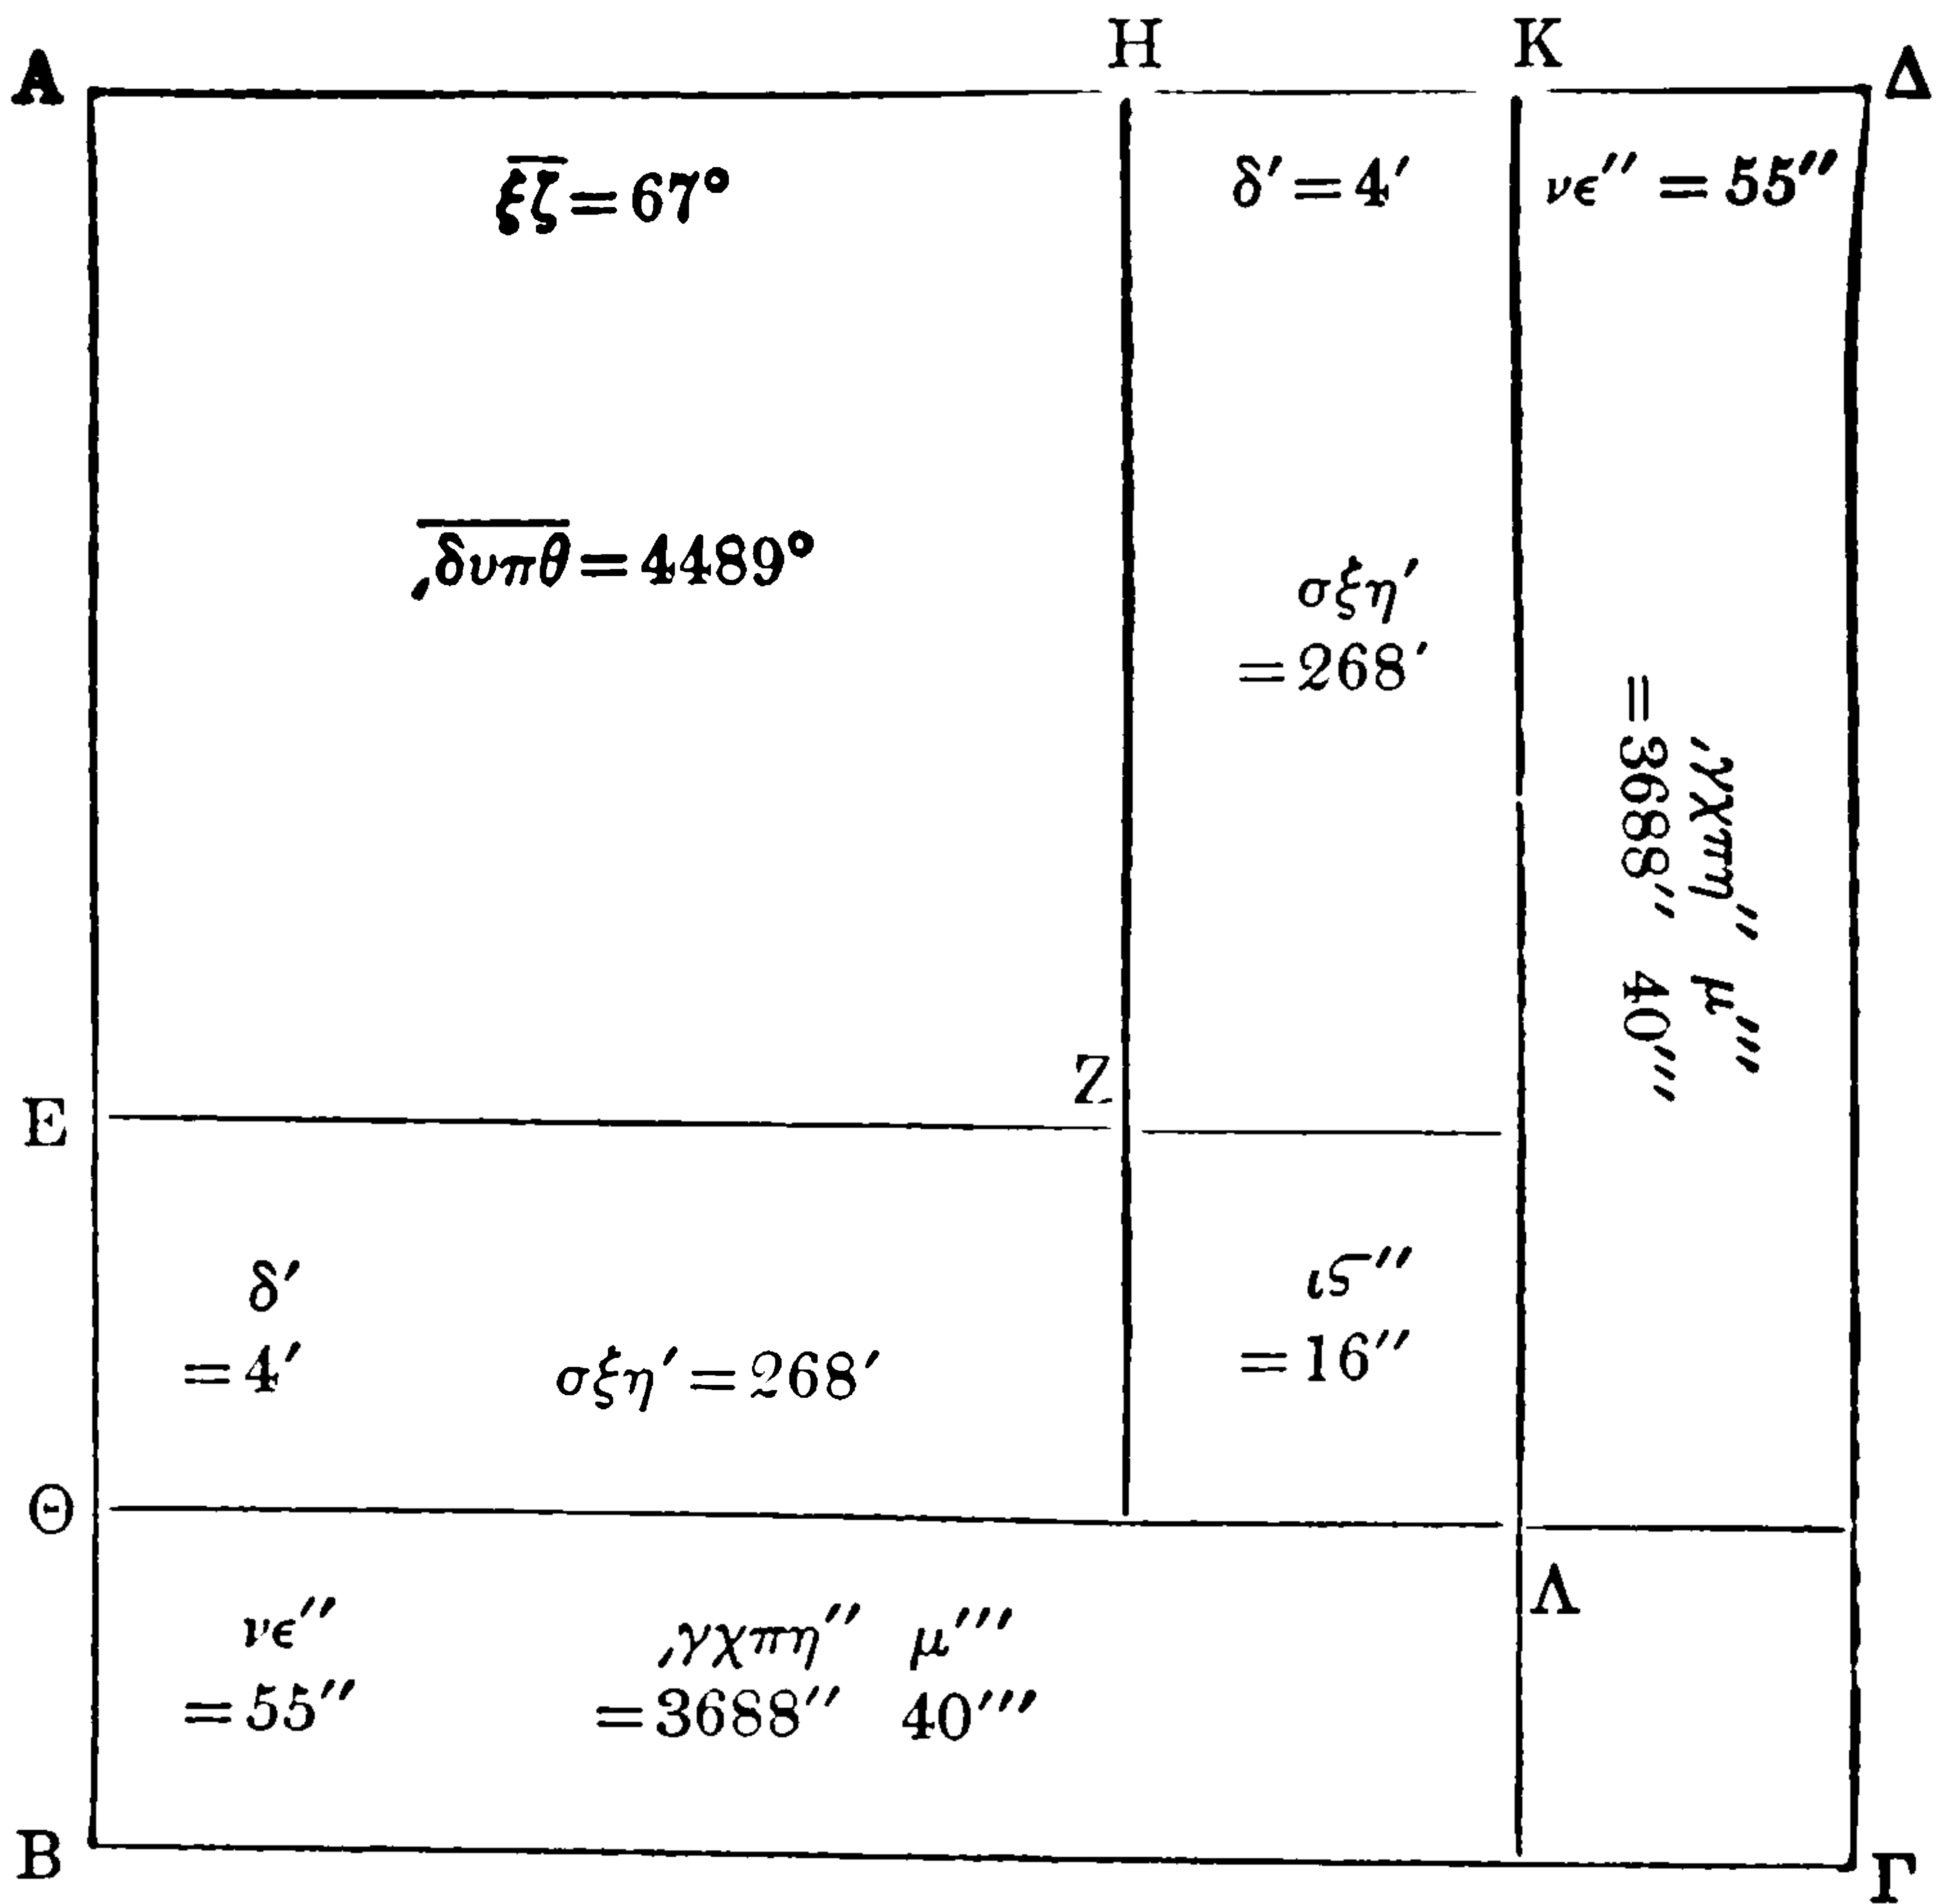 Α Η Κ Δ
ξζ=67° δ′=4′ νϵ″=55″
͵δυπθ=4489°
σξη′
=268′
͵γχπη″ μ‴
=3688″ 40‴
Ζ
Ε
δ′
=4′
σξη′=268′
ιϛ″
=16″
Θ
Λ
νϵ″
=55″
͵γχπη″ μ‴
=3688″ 40‴
Β Γ